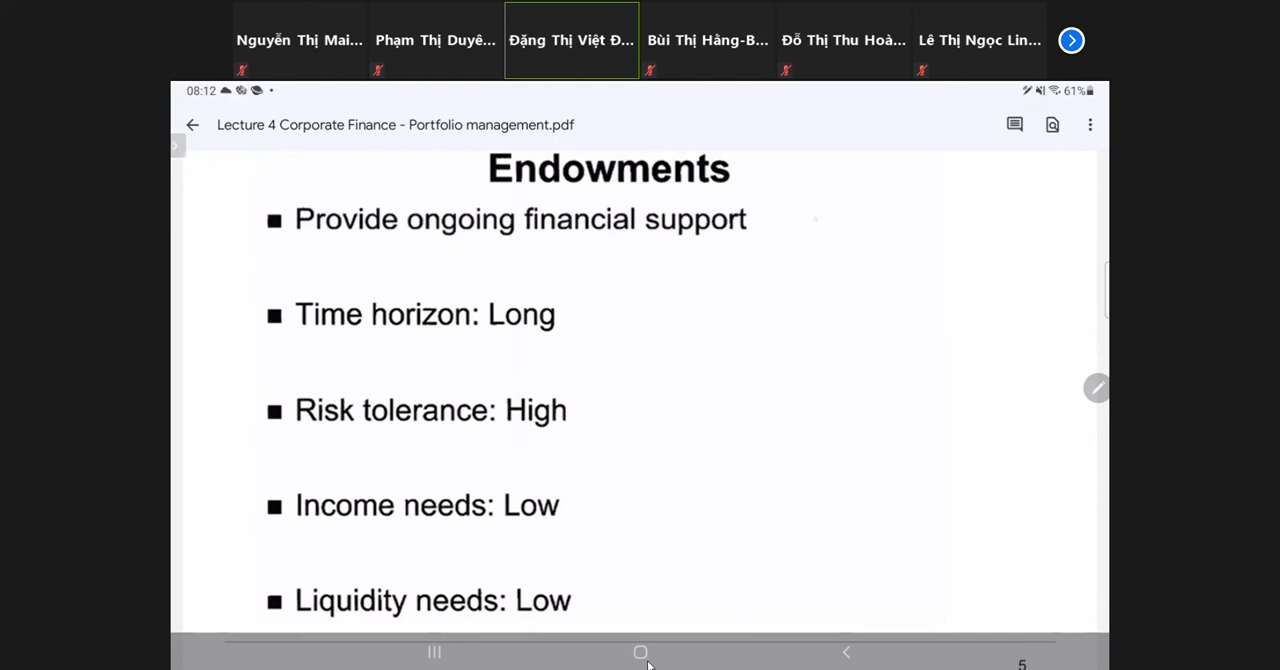 Nguyễn Thị Mai...
Phạm Thị Duyê...
Đặng Thị Việt Đ...
Bùi Thị Hằng-B...
Đỗ Thị Thu Hoà...
Lê Thị Ngọc Lin...
08:12
61%
Lecture 4 Corporate Finance - Portfolio management.pdf
Endowments
■ Provide ongoing financial support
■ Time horizon: Long
■ Risk tolerance: High
■ Income needs: Low
■ Liquidity needs: Low
5